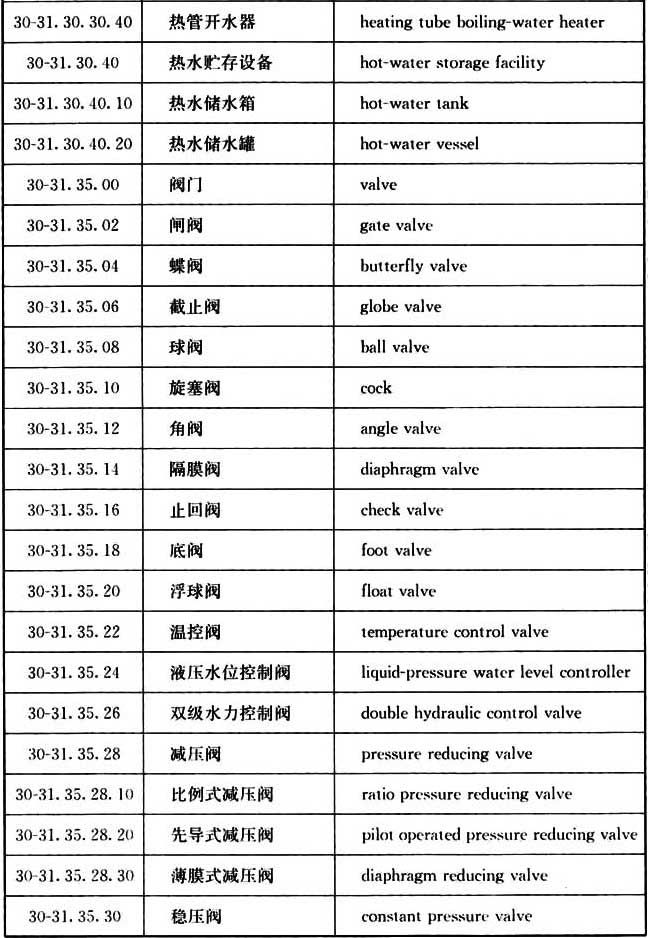 30-31. 30. 30. 40 热管开水器 heating tube boiling-water heater
30-31. 30. 40 热水贮存设备 hot-water storage facility
30-31. 30. 40. 10 热水储水箱 hot-water tank
30-31. 30. 40. 20 热水储水罐 hot-water vessel
30-31. 35. 00 阀门 valve
30-31. 35. 02 闸阀 gate valve
30-31. 35. 04 蝶阀 butterfly valve
30-31. 35. 06 截止阀 globe valve
30-31. 35. 08 球阀 ball valve
30-31. 35. 10 旋塞阀 cock
30-31. 35. 12 角阀 angle valve
30-31. 35. 14 隔膜阀 diaphragm valve
30-31. 35. 16 止回阀 check valve
30-31. 35. 18 底阀 foot valve
30-31. 35. 20 浮球阀 float valve
30-31. 35. 22 温控阀 temperature control valve
30-31. 35. 24 液压水位控制阀 liquid-pressure water level controller
30-31. 35. 26 双级水力控制阀 double hydraulic control valve
30-31. 35. 28 减压阀 pressure reducing valve
30-31. 35. 28. 10 比例式减压阀 ratio pressure reducing valve
30-31. 35. 28. 20 先导式减压阀 pilot operated pressure reducing valve
30-31. 35. 28. 30 薄膜式减压阀 diaphragm reducing valve
30-31. 35. 30 稳压阀 constant pressure valve